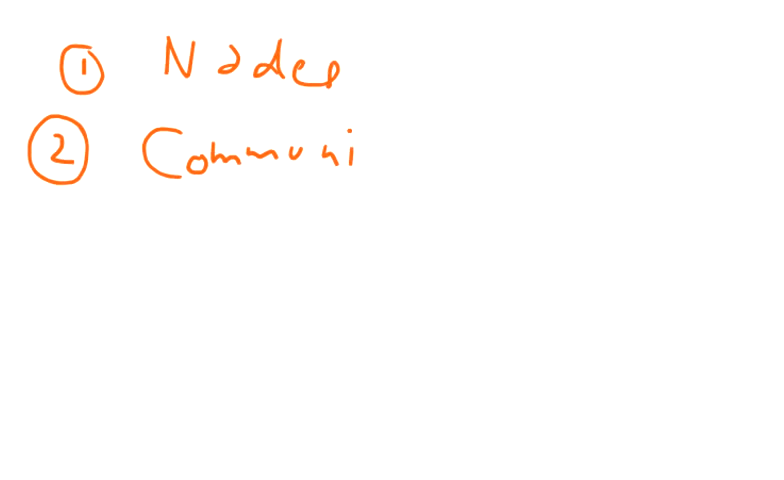 ① Nodes
② Communi